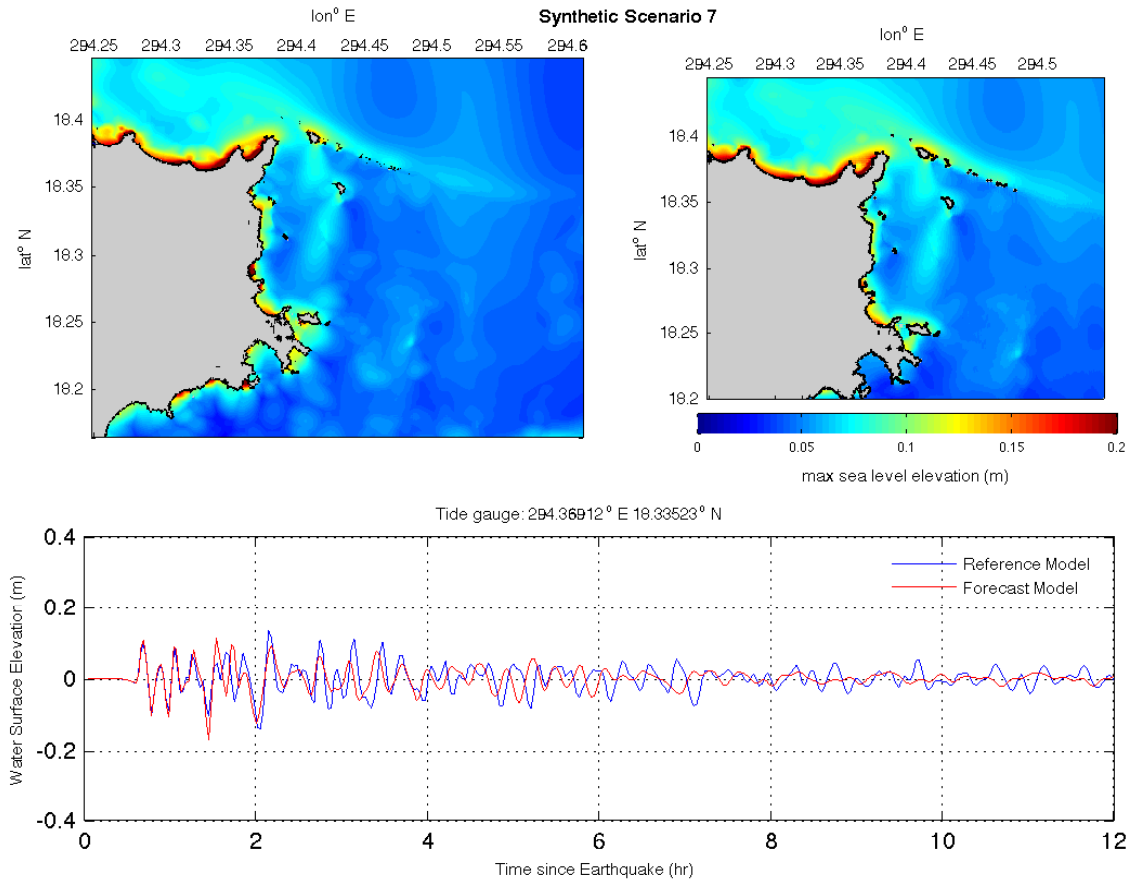 Synthetic Scenario 7
lon° E
294.25 294.3 294.35 294.4 294.45 294.5 294.55 294.6
18.4
18.35
18.3
18.25
18.2
lat° N
lon° E
294.25 294.3 294.35 294.4 294.45 294.5
18.4
18.35
18.3
18.25
18.2
lat° N
0 0.05 0.1 0.15 0.2
max sea level elevation (m)
Tide gauge: 294.36912° E 18.33523° N
Water Surface Elevation (m)
0.4
0.2
0
-0.2
-0.4
Reference Model
Forecast Model
0 2 4 6 8 10 12
Time since Earthquake (hr)